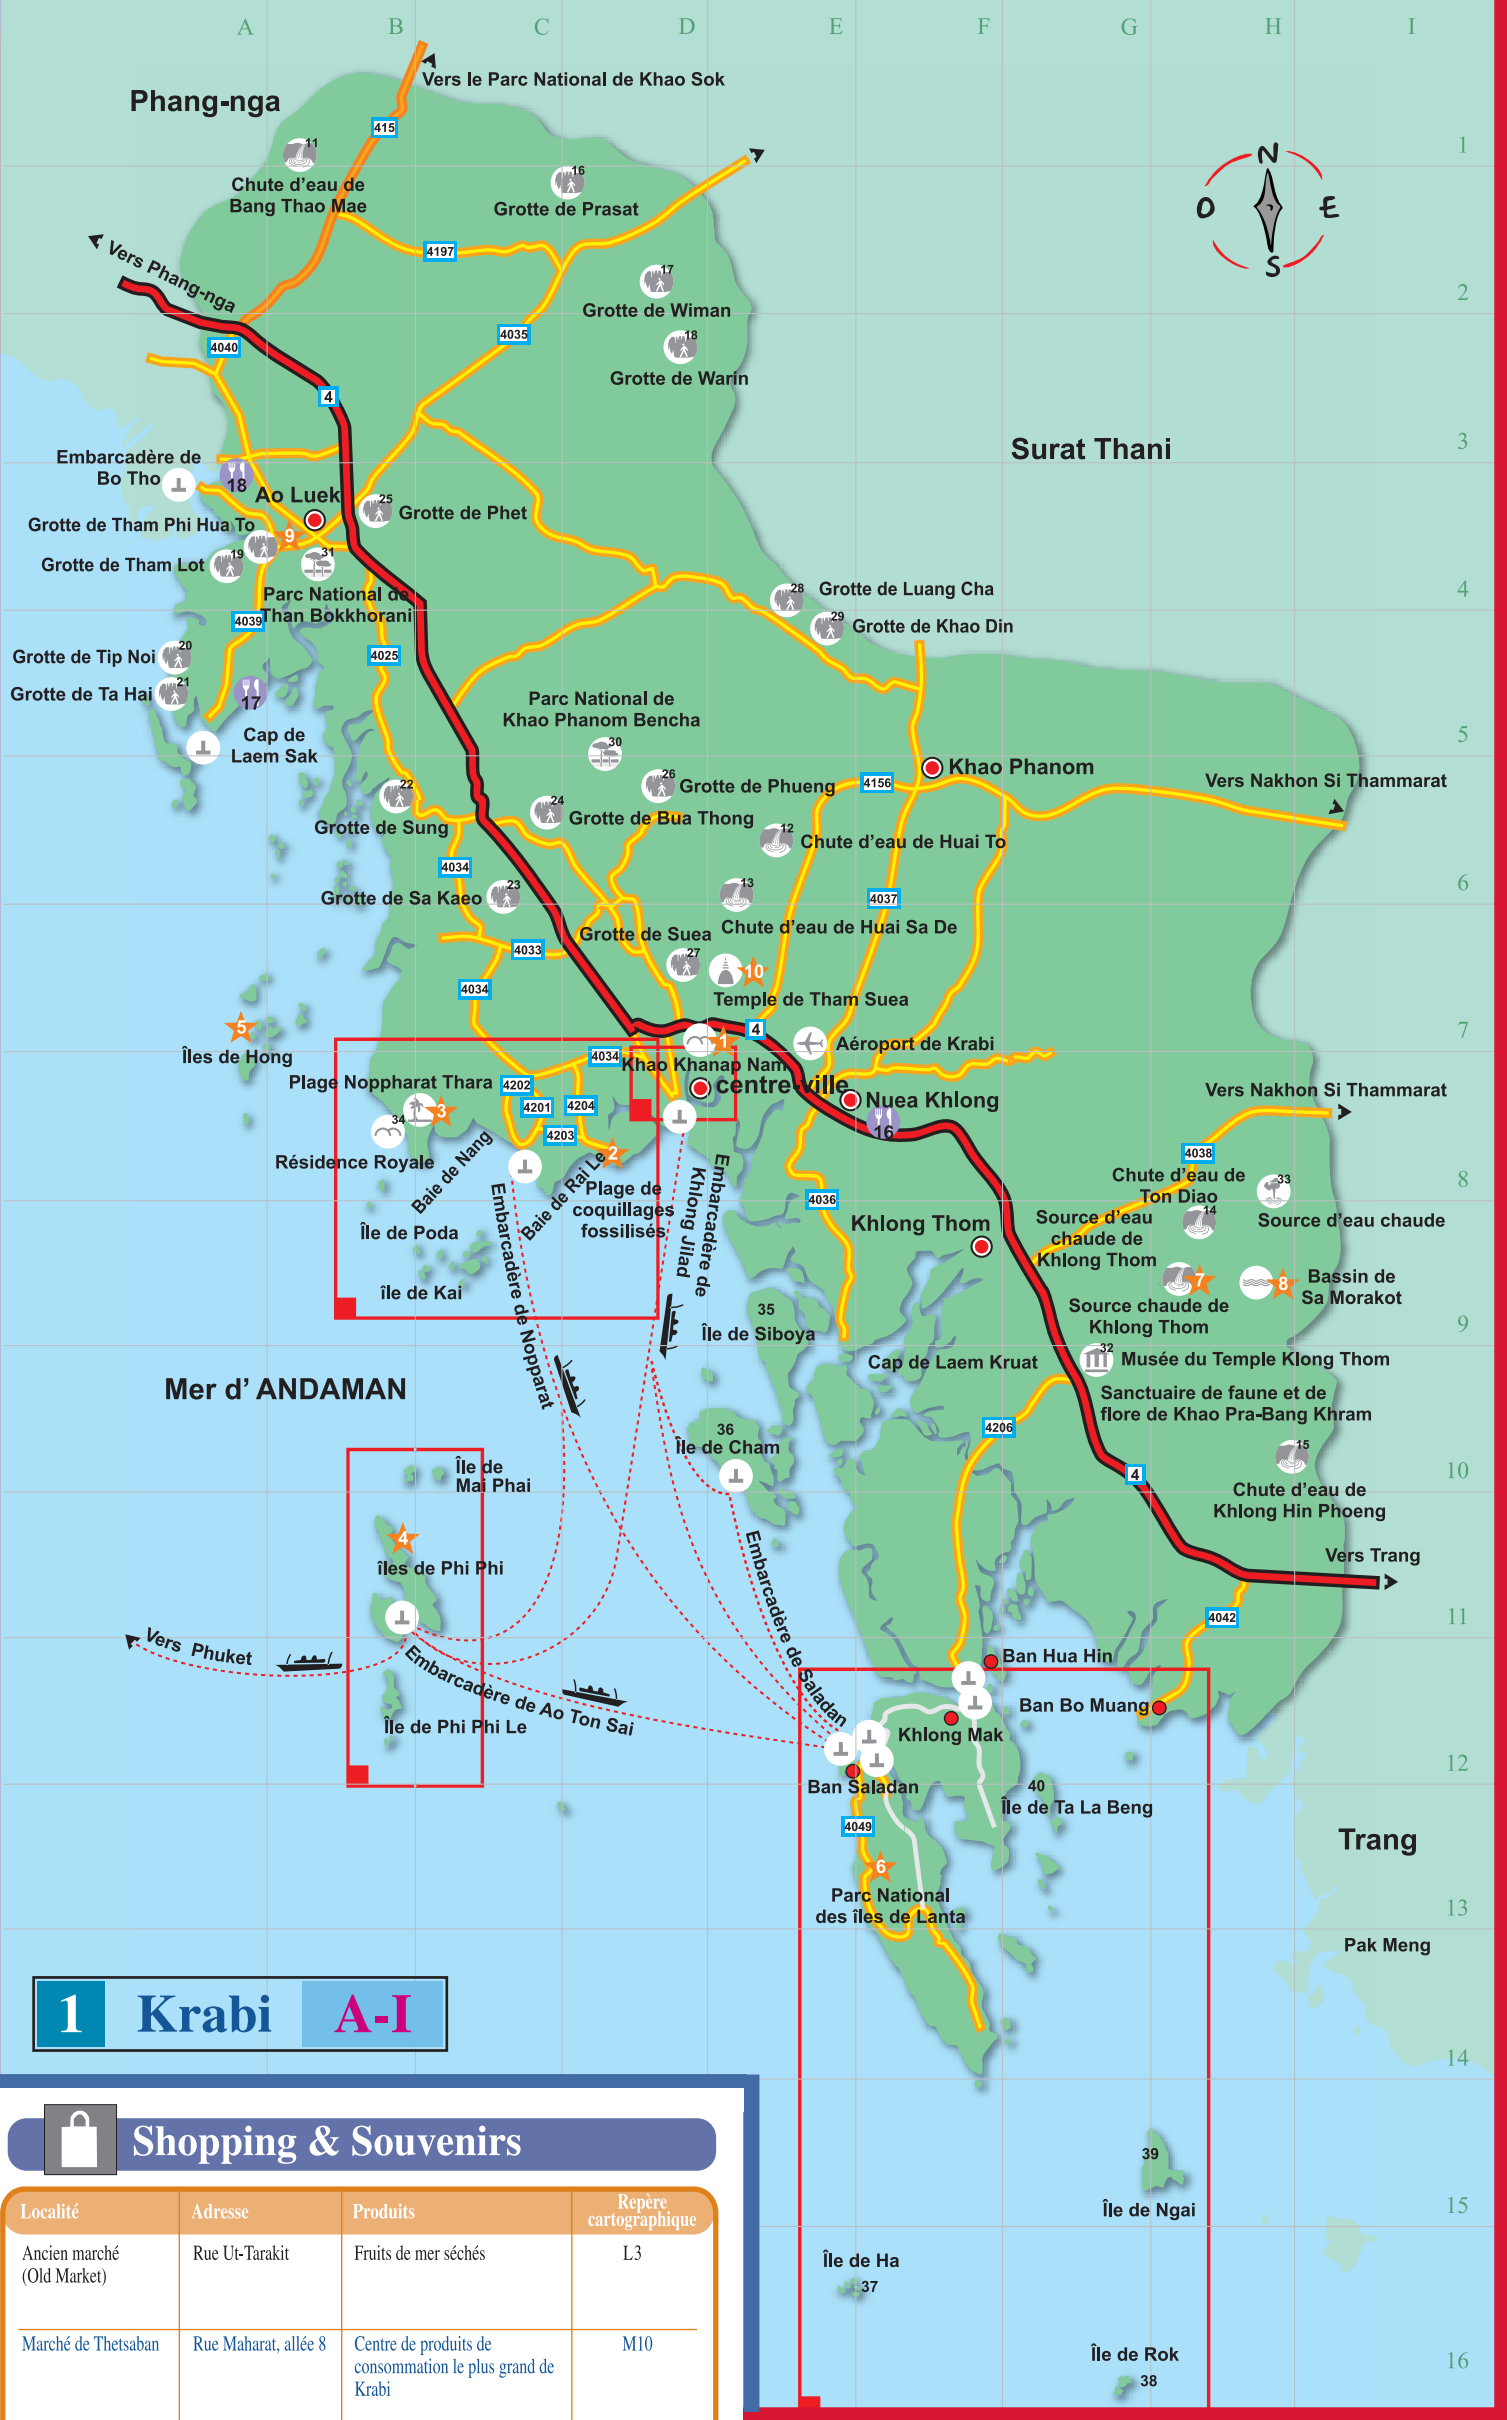 A B C D E F G H I
Vers le Parc National de Khao Sok
Phang-nga
415
1
11
Chute d'eau de
Bang Thao Mae
16
Grotte de Prasat
N
O E
S
4197
Vers Phang-nga
17
Grotte de Wiman
2
4035
4040
18
Grotte de Warin
4
3
Surat Thani
Embarcadère de
Bo Tho
18
Ao Luek
25
Grotte de Phet
Grotte de Tham Phi Hua To
9
19
Grotte de Tham Lot
31
Parc National de
Than Bokkhorani
4
28
Grotte de Luang Cha
29
Grotte de Khao Din
4039
4025
20
Grotte de Tip Noi
21
Grotte de Ta Hai
17
Parc National de
Khao Phanom Bencha
30
5
Cap de
Laem Sak
Khao Phanom
Vers Nakhon Si Thammarat
4156
26
Grotte de Phueng
22
Grotte de Sung
24
Grotte de Bua Thong
12
Chute d'eau de Huai To
4034
6
23
Grotte de Sa Kaeo
13
Chute d'eau de Huai Sa De
4037
Grotte de Suea
4033
27
10
Temple de Tham Suea
4034
5
Îles de Hong
7
4
1
Aéroport de Krabi
4034
Khao Khanap Nam
centre-ville
Plage Noppharat Thara
4202
4201
4204
4203
3
34
Résidence Royale
Baie de Nang
Baie de Rai Le
2
Plage de
coquillages
fossilisés
Nuea Khlong
16
Vers Nakhon Si Thammarat
4038
8
Embarcadère de
Khlong Jilad
Embarcadère de Nopparat
4036
Chute d'eau de
Ton Diao
14
33
Source d'eau chaude
Khlong Thom
Source d'eau
chaude de
Khlong Thom
7
Source chaude de
Khlong Thom
8
Bassin de
Sa Morakot
Île de Poda
île de Kai
35
Île de Siboya
9
Cap de Laem Kruat
32
Musée du Temple Klong Thom
Sanctuaire de faune et de
flore de Khao Pra-Bang Khram
Mer d' ANDAMAN
4206
36
Île de Cham
15
Chute d'eau de
Khlong Hin Phoeng
10
4
Île de
Mai Phai
4
îles de Phi Phi
Embarcadère de Saladan
Vers Trang
11
4042
Vers Phuket
Embarcadère de Ao Ton Sai
Île de Phi Phi Le
Ban Hua Hin
Ban Bo Muang
Khlong Mak
12
Ban Saladan
40
Île de Ta La Beng
4049
6
Parc National
des îles de Lanta
Trang
13
Pak Meng
1 Krabi A-I
14
39
Île de Ngai
15
Île de Ha
37
Île de Rok
38
16
Shopping & Souvenirs
Localité Adresse Produits Repère
cartographique
Ancien marché Rue Ut-Tarakit Fruits de mer séchés L3
(Old Market)
Marché de Thetsaban Rue Maharat, allée 8 Centre de produits de M10
consommation le plus grand de
Krabi